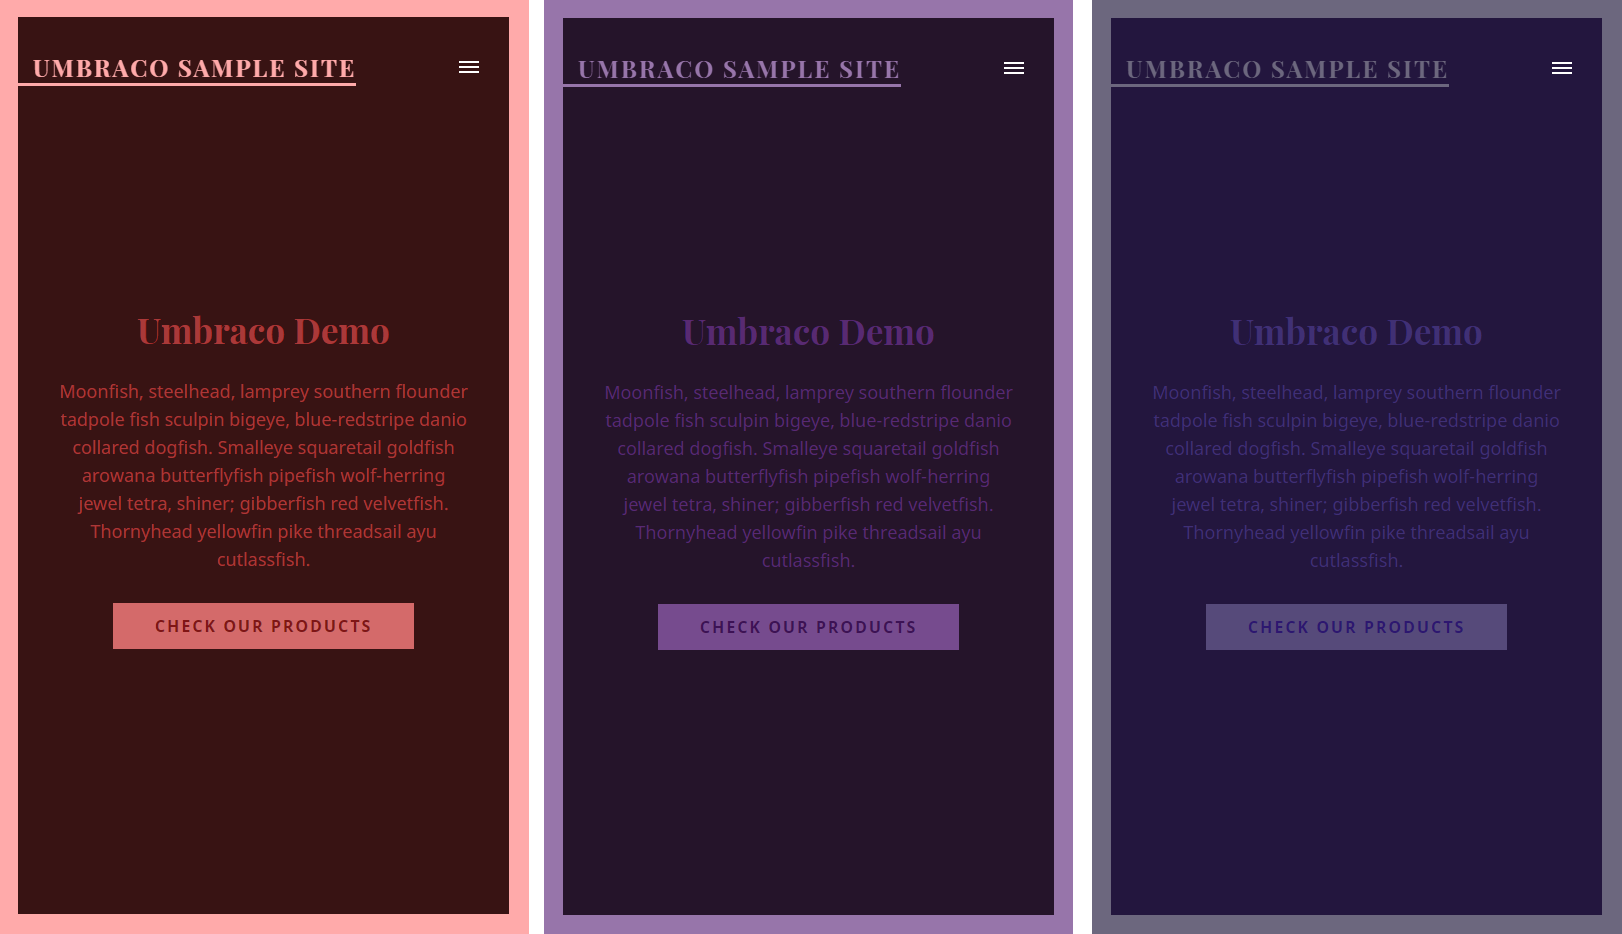 UMBRACO SAMPLE SITE
Umbraco Demo
Moonfish, steelhead, lamprey southern flounder
tadpole fish sculpin bigeye, blue-redstripe danio
collared dogfish. Smalleye squaretail goldfish
arowana butterflyfish pipefish wolf-herring
jewel tetra, shiner; gibberfish red velvetfish.
Thornyhead yellowfin pike threadsail ayu
cutlassfish.
CHECK OUR PRODUCTS
UMBRACO SAMPLE SITE
Umbraco Demo
Moonfish, steelhead, lamprey southern flounder
tadpole fish sculpin bigeye, blue-redstripe danio
collared dogfish. Smalleye squaretail goldfish
arowana butterflyfish pipefish wolf-herring
jewel tetra, shiner; gibberfish red velvetfish.
Thornyhead yellowfin pike threadsail ayu
cutlassfish.
CHECK OUR PRODUCTS
UMBRACO SAMPLE SITE
Umbraco Demo
Moonfish, steelhead, lamprey southern flounder
tadpole fish sculpin bigeye, blue-redstripe danio
collared dogfish. Smalleye squaretail goldfish
arowana butterflyfish pipefish wolf-herring
jewel tetra, shiner; gibberfish red velvetfish.
Thornyhead yellowfin pike threadsail ayu
cutlassfish.
CHECK OUR PRODUCTS